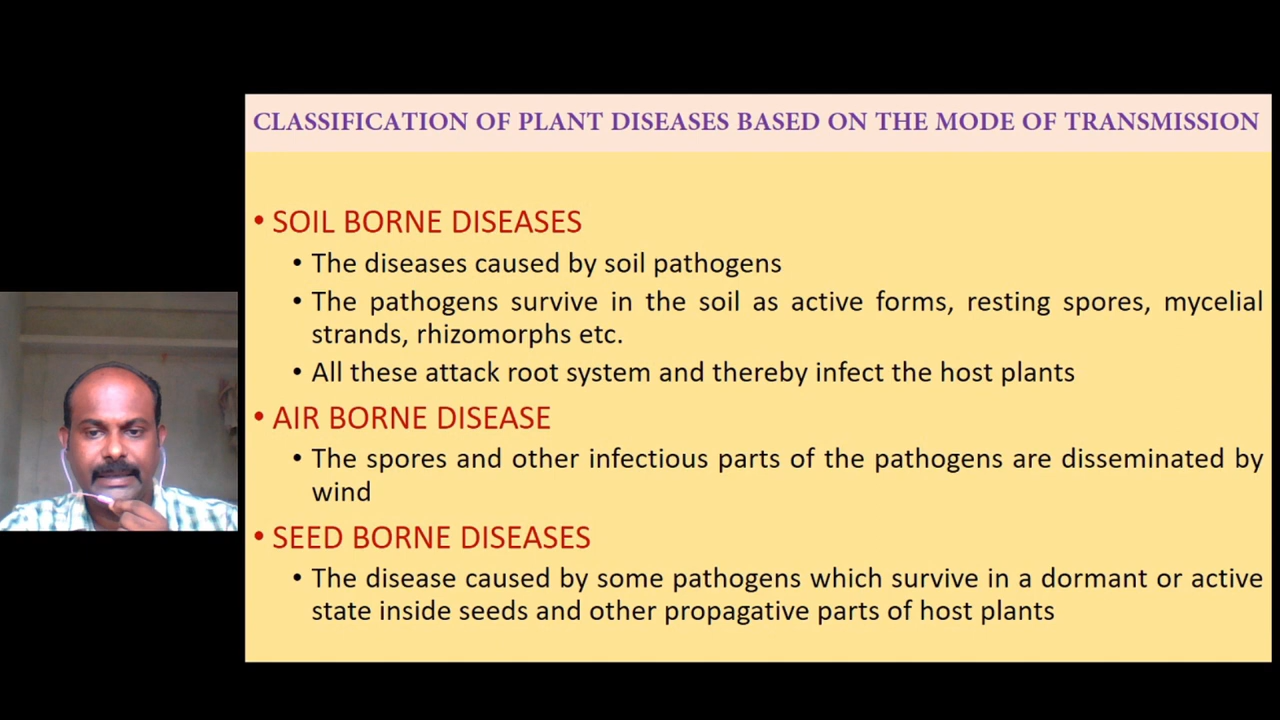 CLASSIFICATION OF PLANT DISEASES BASED ON THE MODE OF TRANSMISSION
• SOIL BORNE DISEASES
• The diseases caused by soil pathogens
• The pathogens survive in the soil as active forms, resting spores, mycelial
strands, rhizomorphs etc.
• All these attack root system and thereby infect the host plants
• AIR BORNE DISEASE
• The spores and other infectious parts of the pathogens are disseminated by
wind
• SEED BORNE DISEASES
• The disease caused by some pathogens which survive in a dormant or active
state inside seeds and other propagative parts of host plants